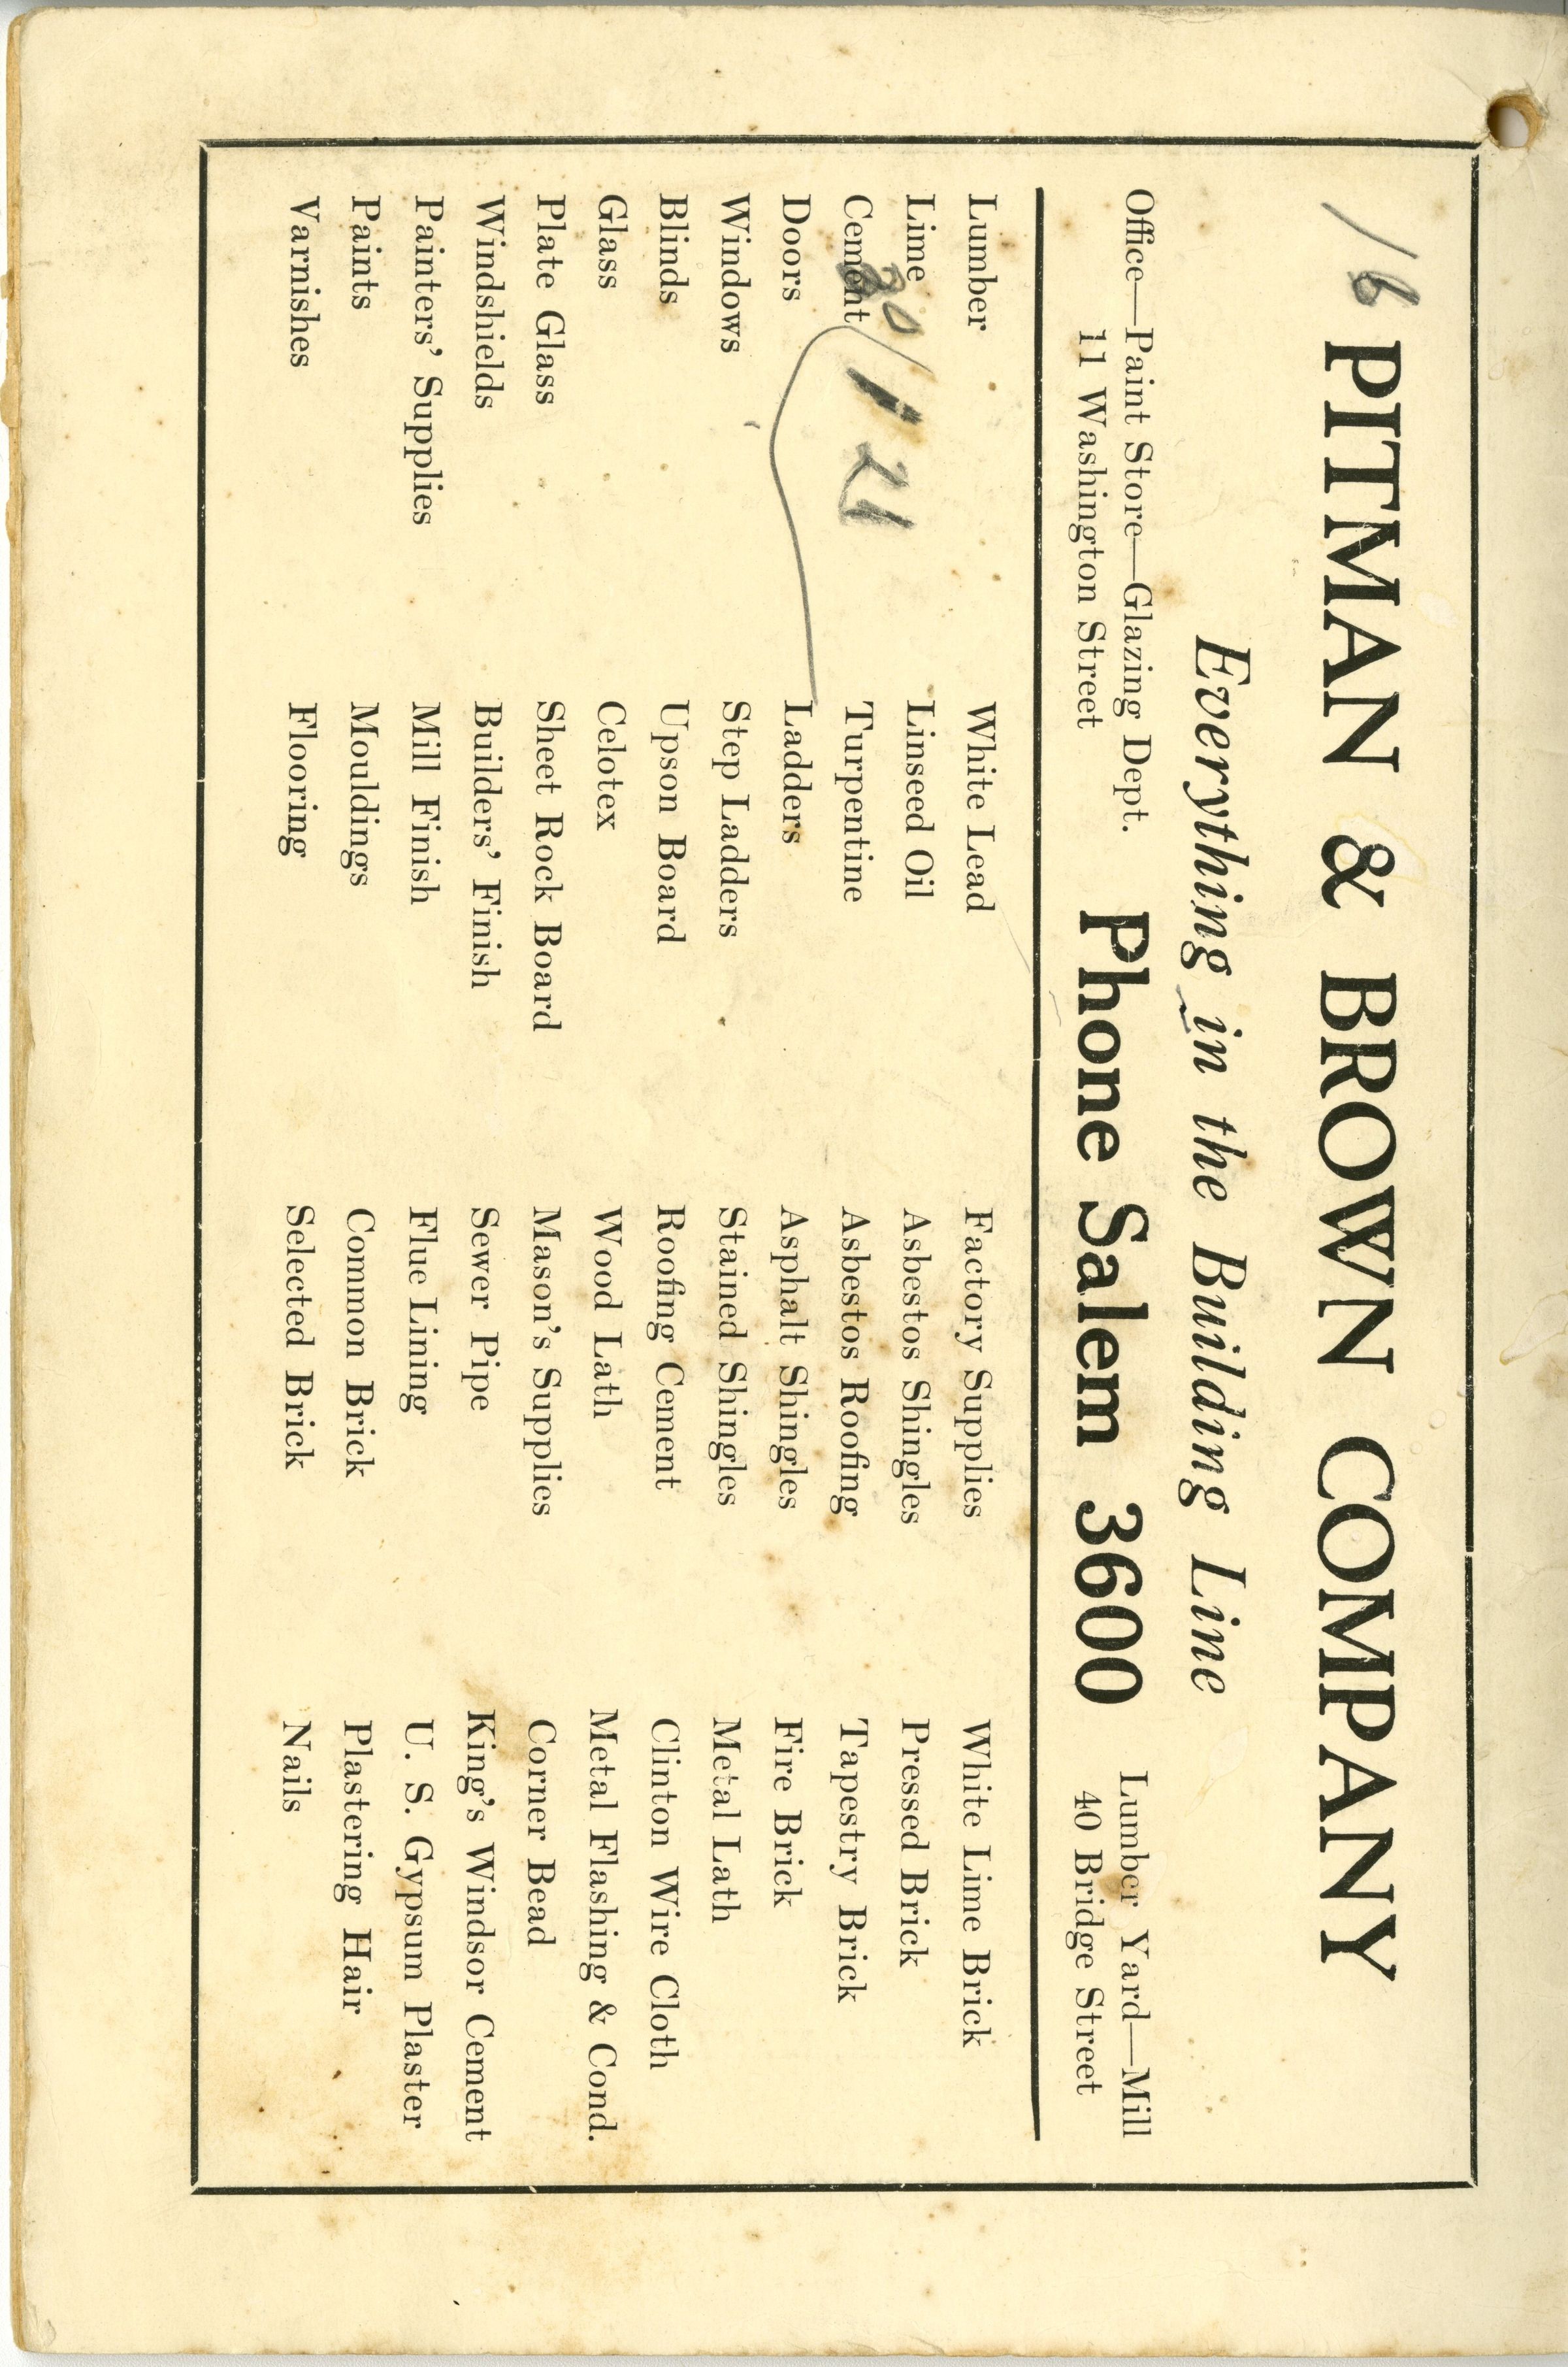 16
PITMAN & BROWN COMPANY
Everything in the Building Line
Office—Paint Store—Glazing Dept.
11 Washington Street
Phone Salem 3600
Lumber Yard—Mill
40 Bridge Street
Lumber
Lime
Cement
Doors
Windows
Blinds
Glass
Plate Glass
Windshields
Painters' Supplies
Paints
Varnishes
White Lead
Linseed Oil
Turpentine
Ladders
Step Ladders
Upson Board
Celotex
Sheet Rock Board
Builders' Finish
Mill Finish
Mouldings
Flooring
Factory Supplies
Asbestos Shingles
Asbestos Roofing
Asphalt Shingles
Stained Shingles
Roofing Cement
Wood Lath
Mason's Supplies
Sewer Pipe
Flue Lining
Common Brick
Selected Brick
White Lime Brick
Pressed Brick
Tapestry Brick
Fire Brick
Metal Lath
Clinton Wire Cloth
Metal Flashing & Cond.
Corner Bead
King's Windsor Cement
U. S. Gypsum Plaster
Plastering Hair
Nails